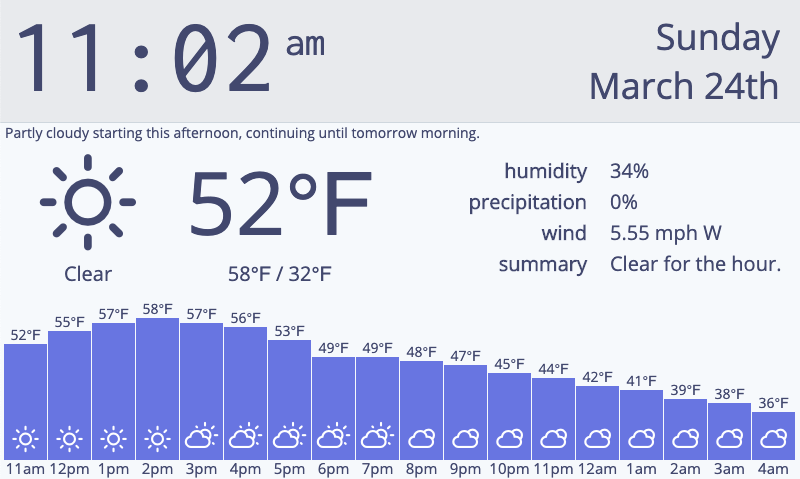 11:02 am
Sunday
March 24th
Partly cloudy starting this afternoon, continuing until tomorrow morning.
52°F
Clear
58°F / 32°F
humidity 34%
precipitation 0%
wind 5.55 mph W
summary Clear for the hour.
52°F 55°F 57°F 58°F 57°F 56°F 53°F 49°F 49°F 48°F 47°F 45°F 44°F 42°F 41°F 39°F 38°F 36°F
11am 12pm 1pm 2pm 3pm 4pm 5pm 6pm 7pm 8pm 9pm 10pm 11pm 12am 1am 2am 3am 4am